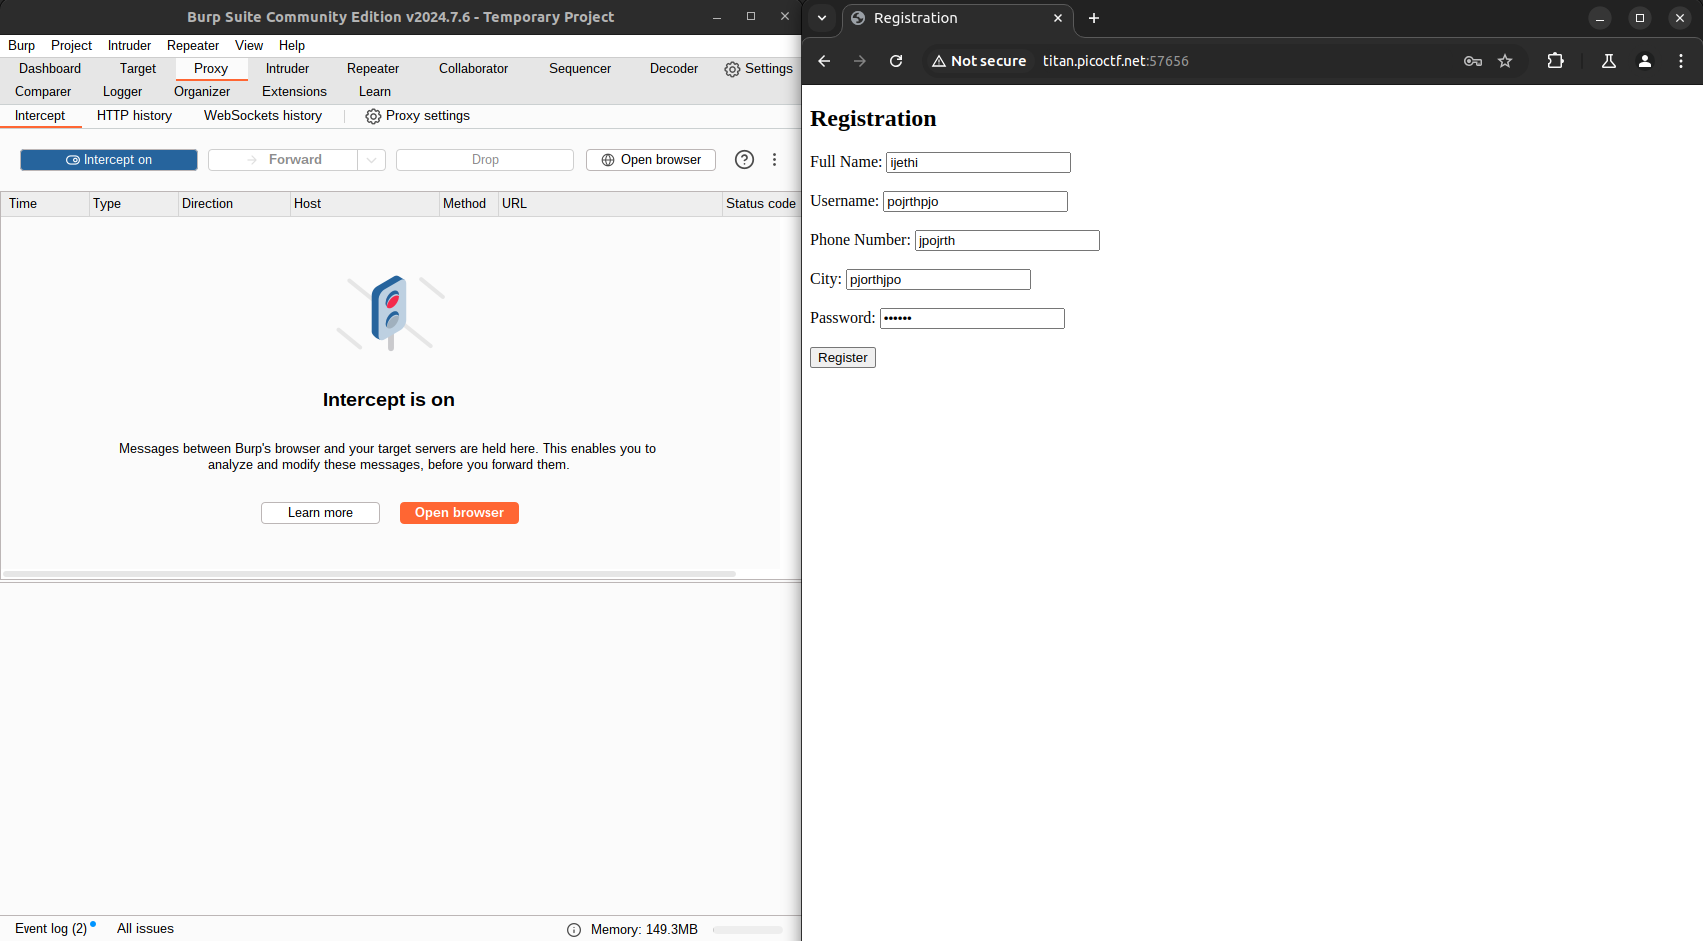 Burp Suite Community Edition v2024.7.6 - Temporary Project
Burp Project Intruder Repeater View Help
Dashboard Target Proxy Intruder Repeater Collaborator Sequencer Decoder Settings
Comparer Logger Organizer Extensions Learn
Intercept HTTP history WebSockets history Proxy settings
Intercept on Forward Drop Open browser
Time Type Direction Host Method URL Status code
Intercept is on
Messages between Burp's browser and your target servers are held here. This enables you to
analyze and modify these messages, before you forward them.
Learn more Open browser
Event log (2) All issues Memory: 149.3MB
Registration
Not secure titan.picoctf.net:57656
Registration
Full Name: ijethi
Username: pojrthpjo
Phone Number: jpojrth
City: pjorthjpo
Password: ••••••
Register